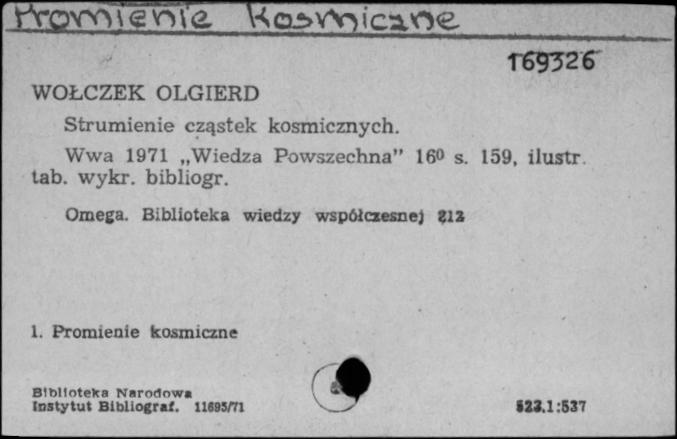 Promienie Kosmiczne
169326
WOŁCZEK OLGIERD
Strumienie cząstek kosmicznych.
Wwa 1971 „Wiedza Powszechna” 16⁰ s. 159, ilustr.
tab. wykr. bibliogr.
Omega. Biblioteka wiedzy współczesnej 212
1. Promienie kosmiczne
Biblioteka Narodowa
Instytut Bibliograf. 11695/71
523.1:537